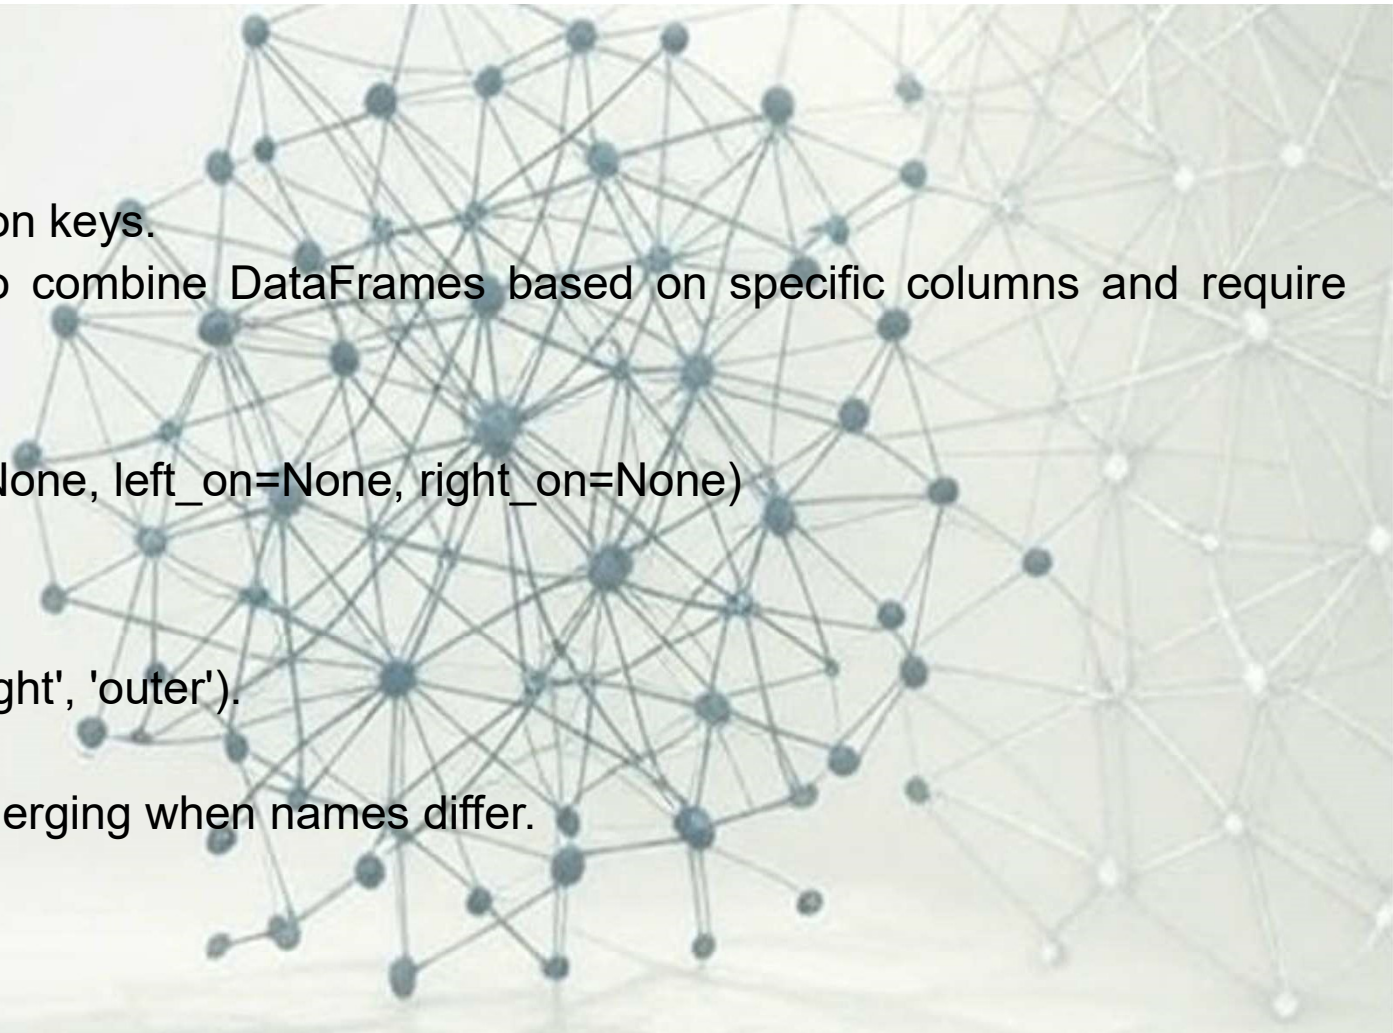 on keys.
o combine DataFrames based on specific columns and require
None, left_on=None, right_on=None)
ght', 'outer').
erging when names differ.